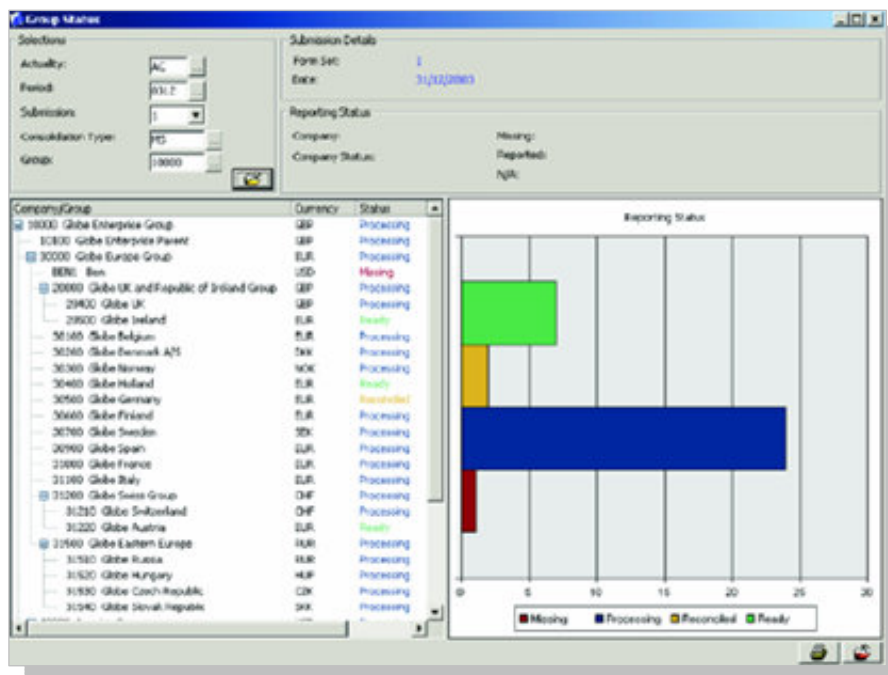 Group Status
Selections
Actuality: AC ...
Period: 0312 ...
Submission: 1
Consolidation Type: ...
Group: 10000 ...
Submission Details
Form Set: 1
Date: 31/12/2003
Reporting Status
Company: Missing:
Company Status: Reported:
N/A:
Company/Group Currency Status
10000 Globe Enterprise Group GBP Processing
10100 Globe Enterprise Parent GBP Processing
30000 Globe Europe Group EUR Processing
BEN1 Ben USD Missing
20000 Globe UK and Republic of Ireland Group GBP Processing
29400 Globe UK GBP Processing
29500 Globe Ireland EUR Ready
30100 Globe Belgium EUR Processing
30200 Globe Denmark A/S DKK Processing
30300 Globe Norway NOK Processing
30400 Globe Holland EUR Ready
30500 Globe Germany EUR Reconciled
30600 Globe Finland EUR Processing
30700 Globe Sweden SEK Processing
30900 Globe Spain EUR Processing
31000 Globe France EUR Processing
31100 Globe Italy EUR Processing
31200 Globe Swiss Group CHF Processing
31210 Globe Switzerland CHF Processing
31220 Globe Austria EUR Ready
31500 Globe Eastern Europe RUR Processing
31510 Globe Russia RUR Processing
31520 Globe Hungary HUF Processing
31530 Globe Czech Republic CZK Processing
31540 Globe Slovak Republic SKK Processing
Reporting Status
0 5 10 15 20 25 30
Missing Processing Reconciled Ready